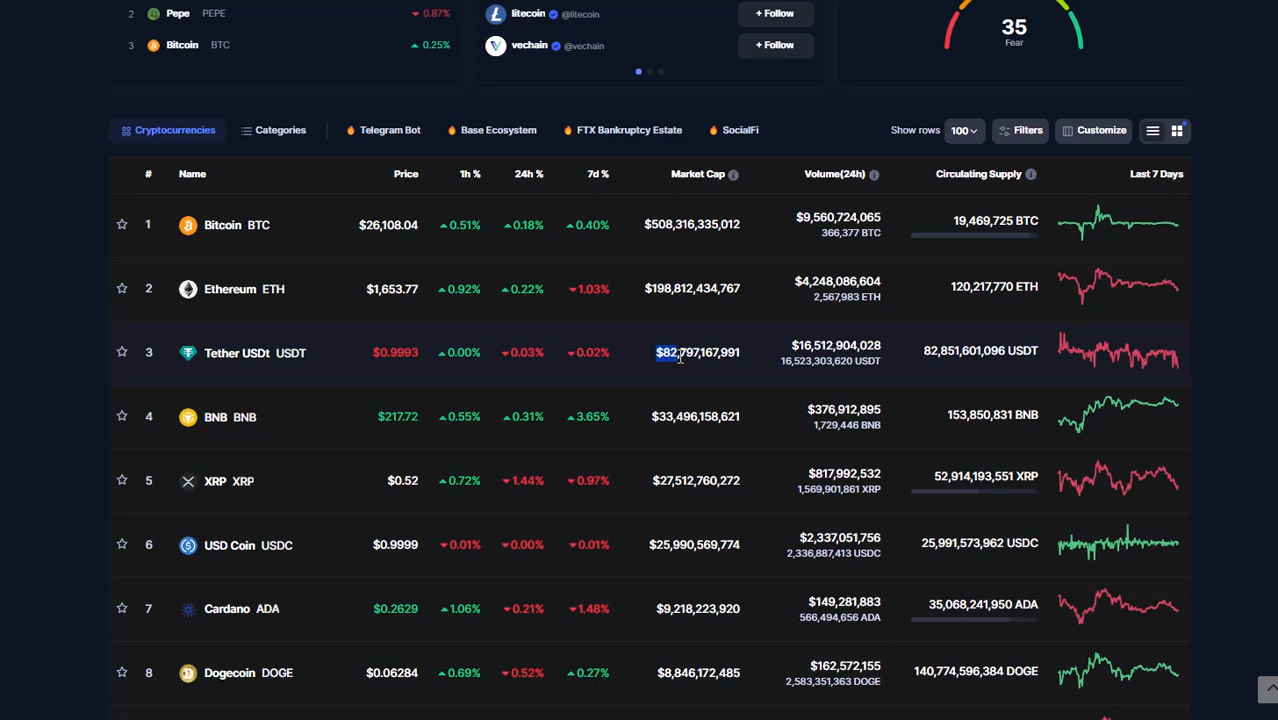 2 Pepe PEPE 0.87% litecoin @litecoin + Follow 35
3 Bitcoin BTC 0.25% vechain @vechain + Follow Fear
Cryptocurrencies Categories Telegram Bot Base Ecosystem FTX Bankruptcy Estate SocialFi Show rows 100 Filters Customize
# Name Price 1h % 24h % 7d % Market Cap Volume(24h) Circulating Supply Last 7 Days
1 Bitcoin BTC $26,108.04 0.51% 0.18% 0.40% $508,316,335,012 $9,560,724,065 19,469,725 BTC
366,377 BTC
2 Ethereum ETH $1,653.77 0.92% 0.22% 1.03% $198,812,434,767 $4,248,086,604 120,217,770 ETH
2,567,983 ETH
3 Tether USDt USDT $0.9993 0.00% 0.03% 0.02% $82,797,167,991 $16,512,904,028 82,851,601,096 USDT
16,523,303,620 USDT
4 BNB BNB $217.72 0.55% 0.31% 3.65% $33,496,158,621 $376,912,895 153,850,831 BNB
1,729,446 BNB
5 XRP XRP $0.52 0.72% 1.44% 0.97% $27,512,760,272 $817,992,532 52,914,193,551 XRP
1,569,901,861 XRP
6 USD Coin USDC $0.9999 0.01% 0.00% 0.01% $25,990,569,774 $2,337,051,756 25,991,573,962 USDC
2,336,887,413 USDC
7 Cardano ADA $0.2629 1.06% 0.21% 1.48% $9,218,223,920 $149,281,883 35,068,241,950 ADA
566,494,656 ADA
8 Dogecoin DOGE $0.06284 0.69% 0.52% 0.27% $8,846,172,485 $162,572,155 140,774,596,384 DOGE
2,583,351,363 DOGE